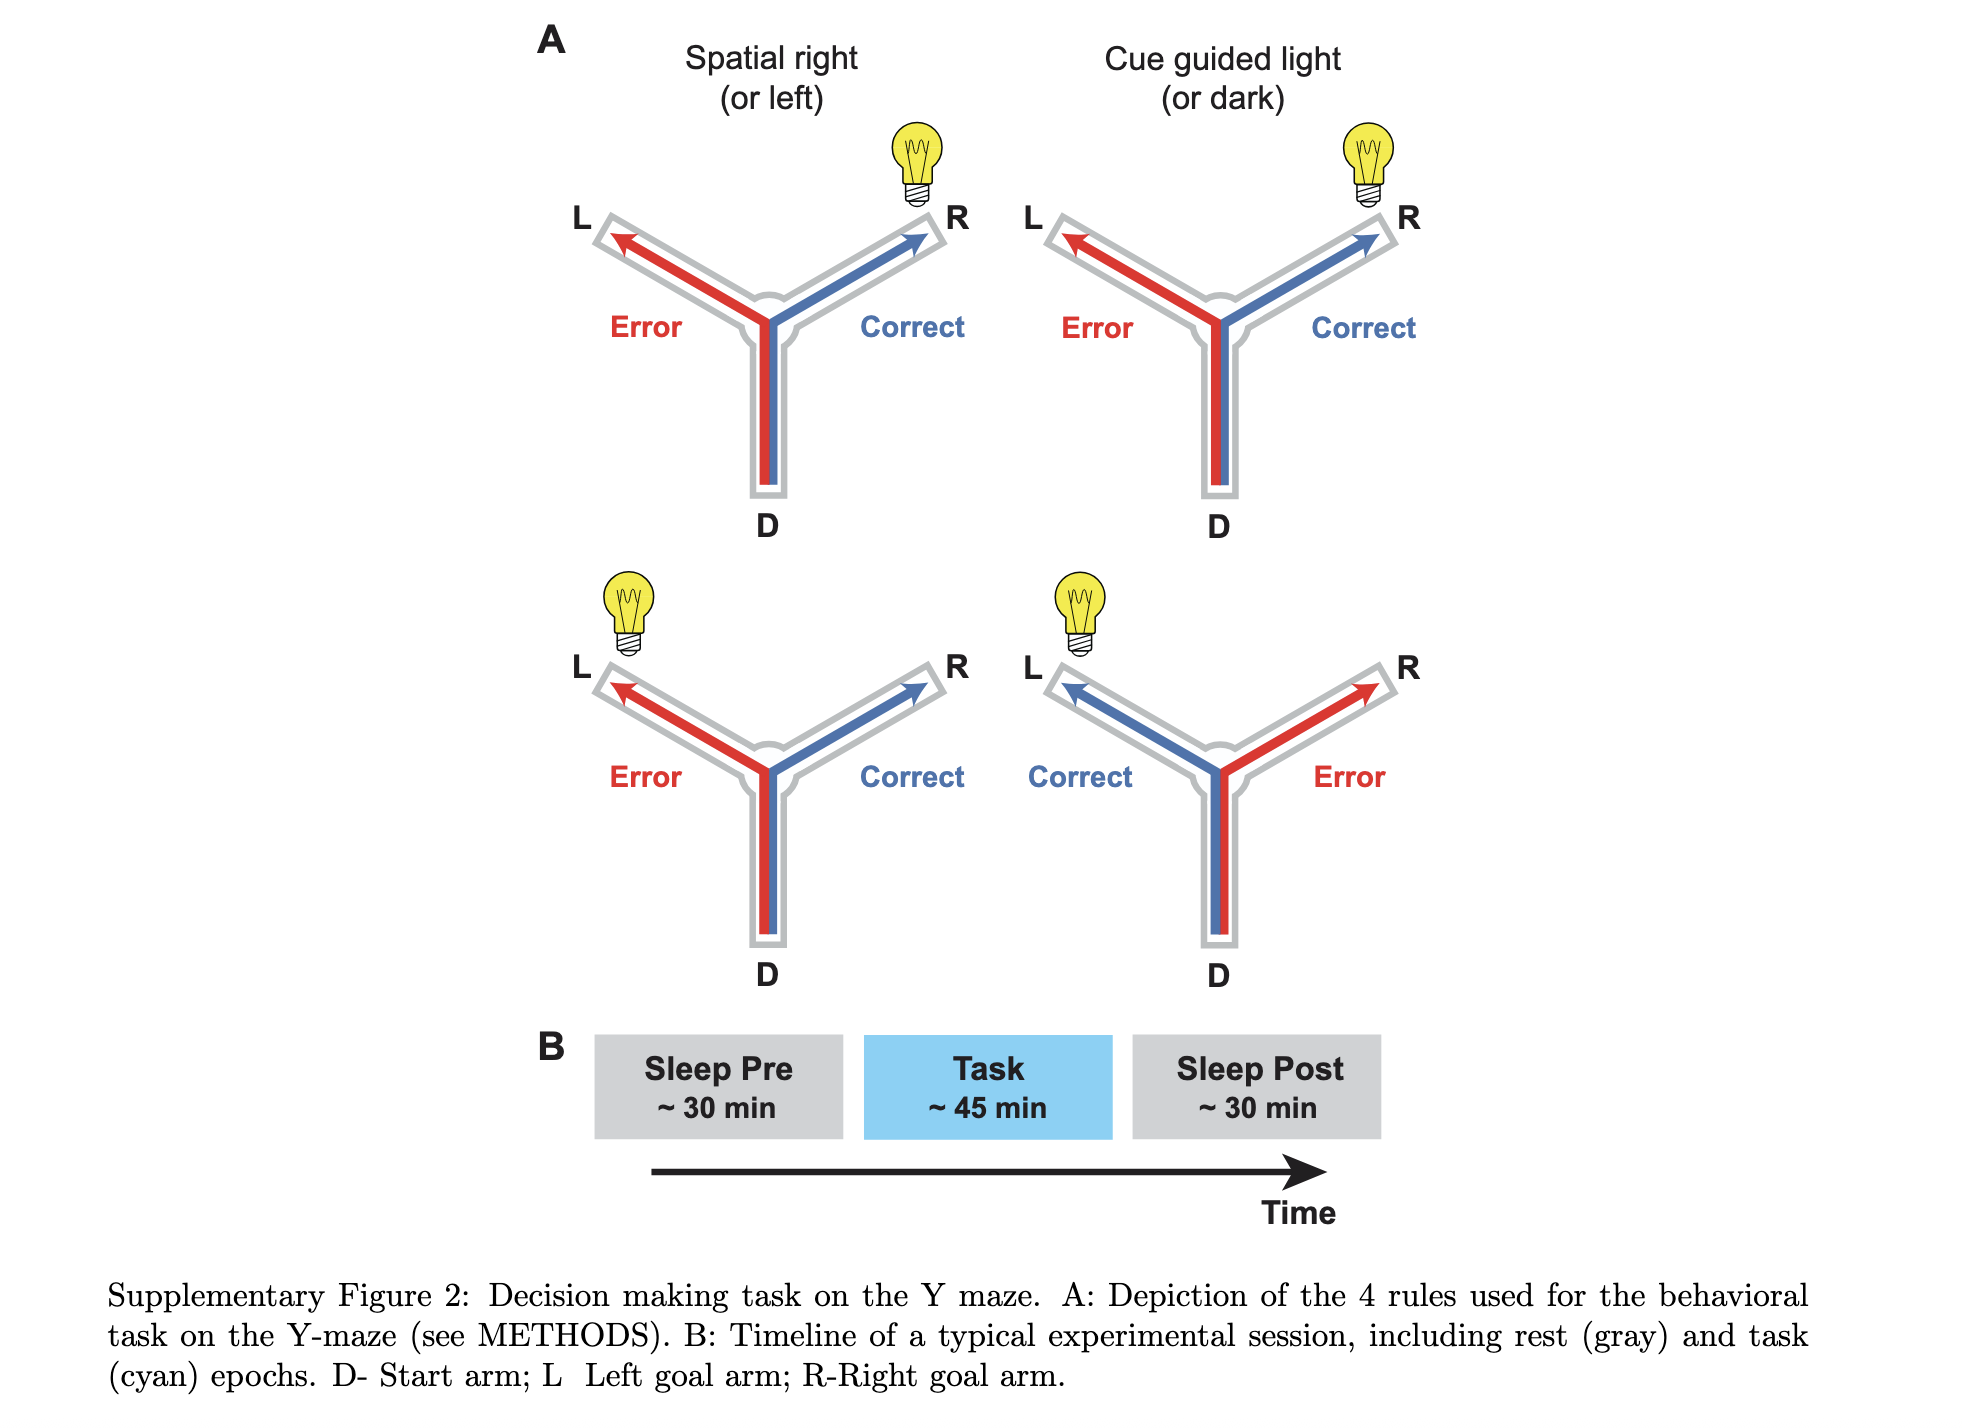 A
Spatial right
(or left)
Cue guided light
(or dark)
L
R
L
R
Error
Correct
Error
Correct
D
D
L
R
L
R
Error
Correct
Correct
Error
D
D
B
Sleep Pre
~ 30 min
Task
~ 45 min
Sleep Post
~ 30 min
Time
Supplementary Figure 2: Decision making task on the Y maze. A: Depiction of the 4 rules used for the behavioral
task on the Y-maze (see METHODS). B: Timeline of a typical experimental session, including rest (gray) and task
(cyan) epochs. D- Start arm; L Left goal arm; R-Right goal arm.